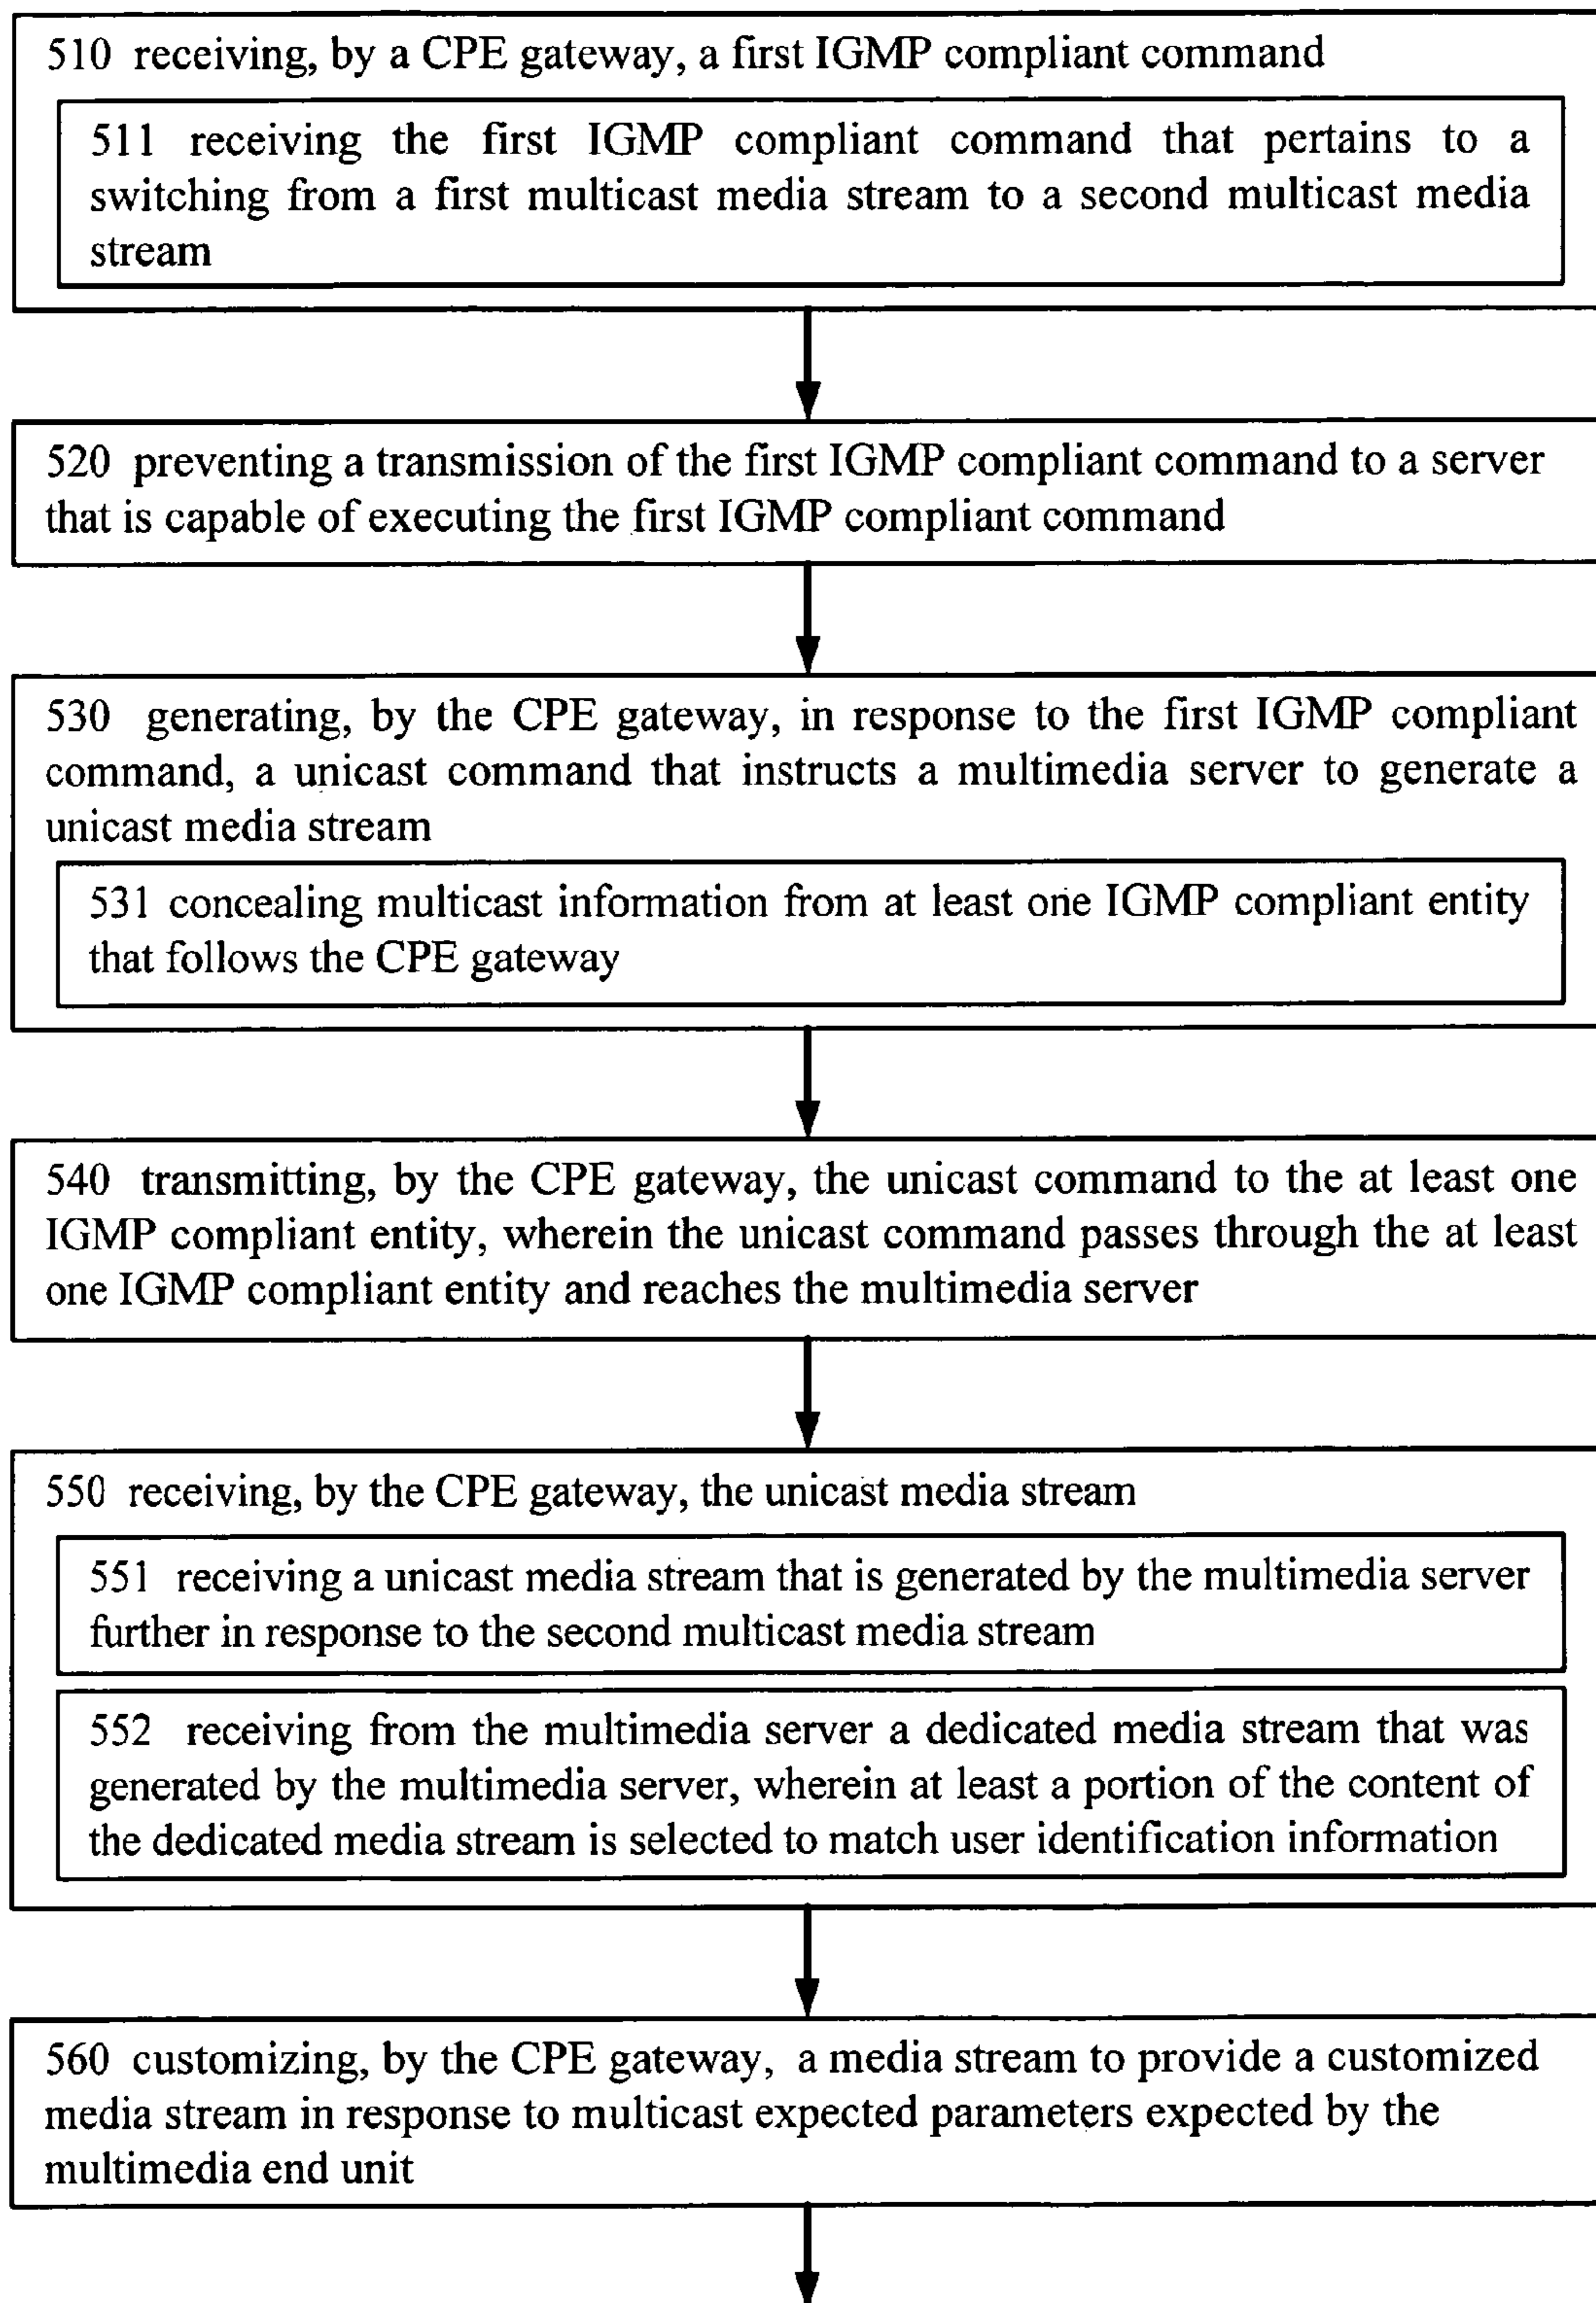 510 receiving, by a CPE gateway, a first IGMP compliant command
511 receiving the first IGMP compliant command that pertains to a
switching from a first multicast media stream to a second multicast media
stream
520 preventing a transmission of the first IGMP compliant command to a server
that is capable of executing the first IGMP compliant command
530 generating, by the CPE gateway, in response to the first IGMP compliant
command, a unicast command that instructs a multimedia server to generate a
unicast media stream
531 concealing multicast information from at least one IGMP compliant entity
that follows the CPE gateway
540 transmitting, by the CPE gateway, the unicast command to the at least one
IGMP compliant entity, wherein the unicast command passes through the at least
one IGMP compliant entity and reaches the multimedia server
550 receiving, by the CPE gateway, the unicast media stream
551 receiving a unicast media stream that is generated by the multimedia server
further in response to the second multicast media stream
552 receiving from the multimedia server a dedicated media stream that was
generated by the multimedia server, wherein at least a portion of the content of
the dedicated media stream is selected to match user identification information
560 customizing, by the CPE gateway, a media stream to provide a customized
media stream in response to multicast expected parameters expected by the
multimedia end unit